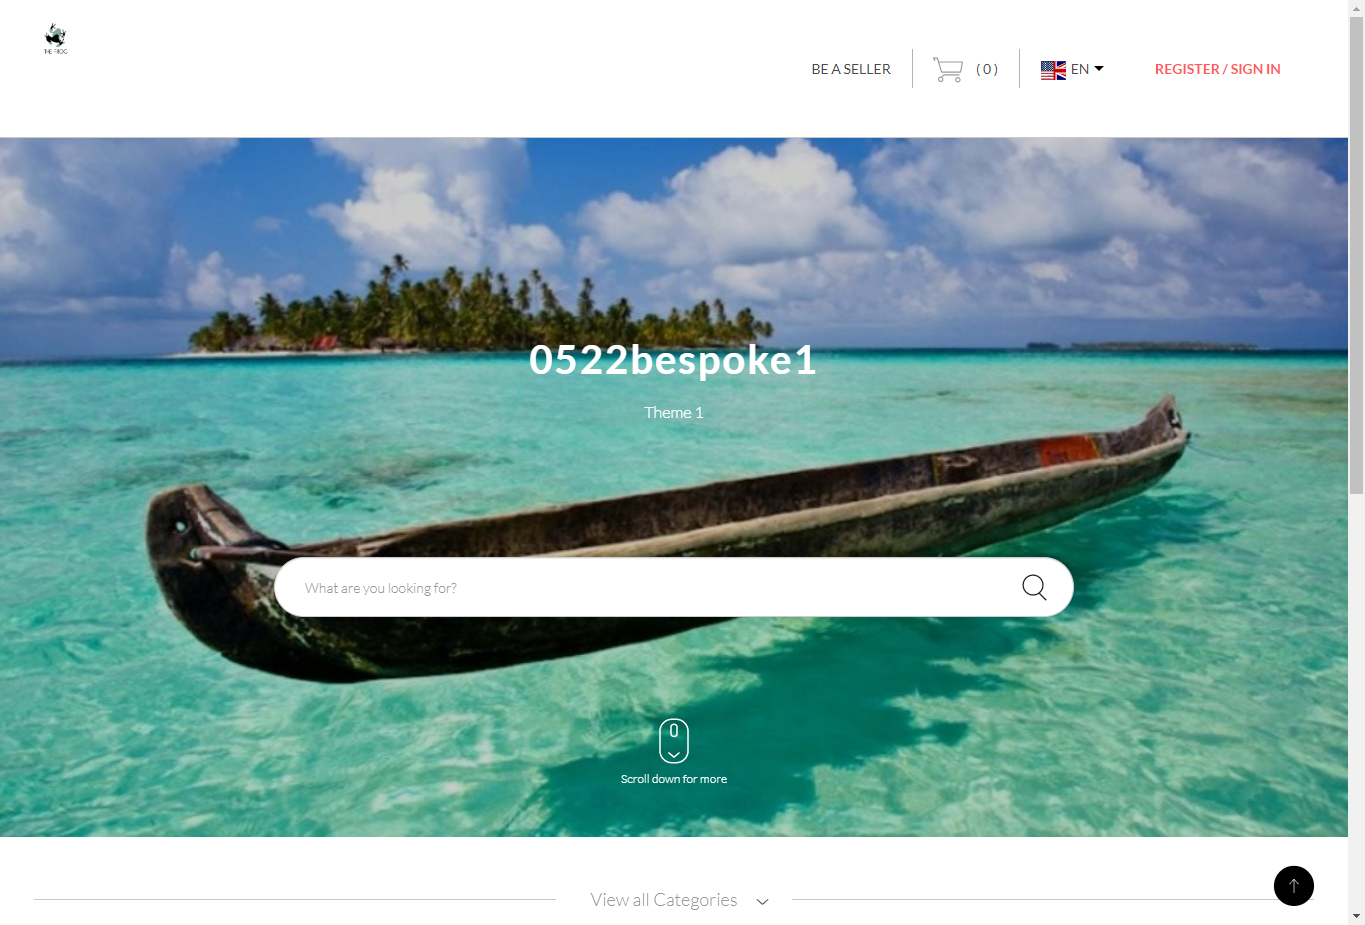 THE FROG
BE A SELLER
( 0 )
EN
REGISTER / SIGN IN
0522bespoke1
Theme 1
What are you looking for?
Scroll down for more
View all Categories